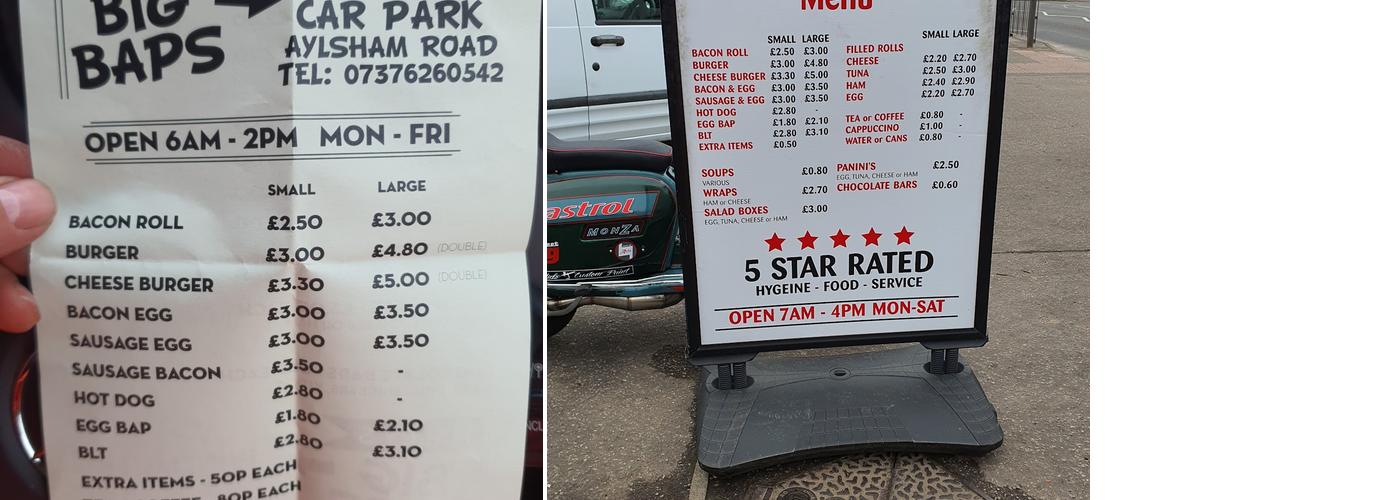 BIG
BAPS
CAR PARK
AYLSHAM ROAD
TEL: 07376260542
OPEN 6AM - 2PM MON - FRI
SMALL LARGE
BACON ROLL £2.50 £3.00
BURGER £3.00 £4.80 (DOUBLE)
CHEESE BURGER £3.30 £5.00 (DOUBLE)
BACON EGG £3.00 £3.50
SAUSAGE EGG £3.00 £3.50
SAUSAGE BACON £3.50 -
HOT DOG £2.80 -
EGG BAP £1.80 £2.10
BLT £2.80 £3.10
EXTRA ITEMS - 50P EACH
80P EACH
Menu
SMALL LARGE
BACON ROLL £2.50 £3.00
BURGER £3.00 £4.80
CHEESE BURGER £3.30 £5.00
BACON & EGG £3.00 £3.50
SAUSAGE & EGG £3.00 £3.50
HOT DOG £2.80 -
EGG BAP £1.80 £2.10
BLT £2.80 £3.10
EXTRA ITEMS £0.50
SMALL LARGE
FILLED ROLLS
CHEESE £2.20 £2.70
TUNA £2.50 £3.00
HAM £2.40 £2.90
EGG £2.20 £2.70
TEA or COFFEE £0.80 -
CAPPUCCINO £1.00 -
WATER or CANS £0.80 -
SOUPS £0.80
VARIOUS
WRAPS £2.70
HAM or CHEESE
SALAD BOXES £3.00
EGG, TUNA, CHEESE or HAM
PANINI'S £2.50
EGG, TUNA, CHEESE or HAM
CHOCOLATE BARS £0.60
5 STAR RATED
HYGEINE - FOOD - SERVICE
OPEN 7AM - 4PM MON-SAT
astrol
MONZA
Custom Paint